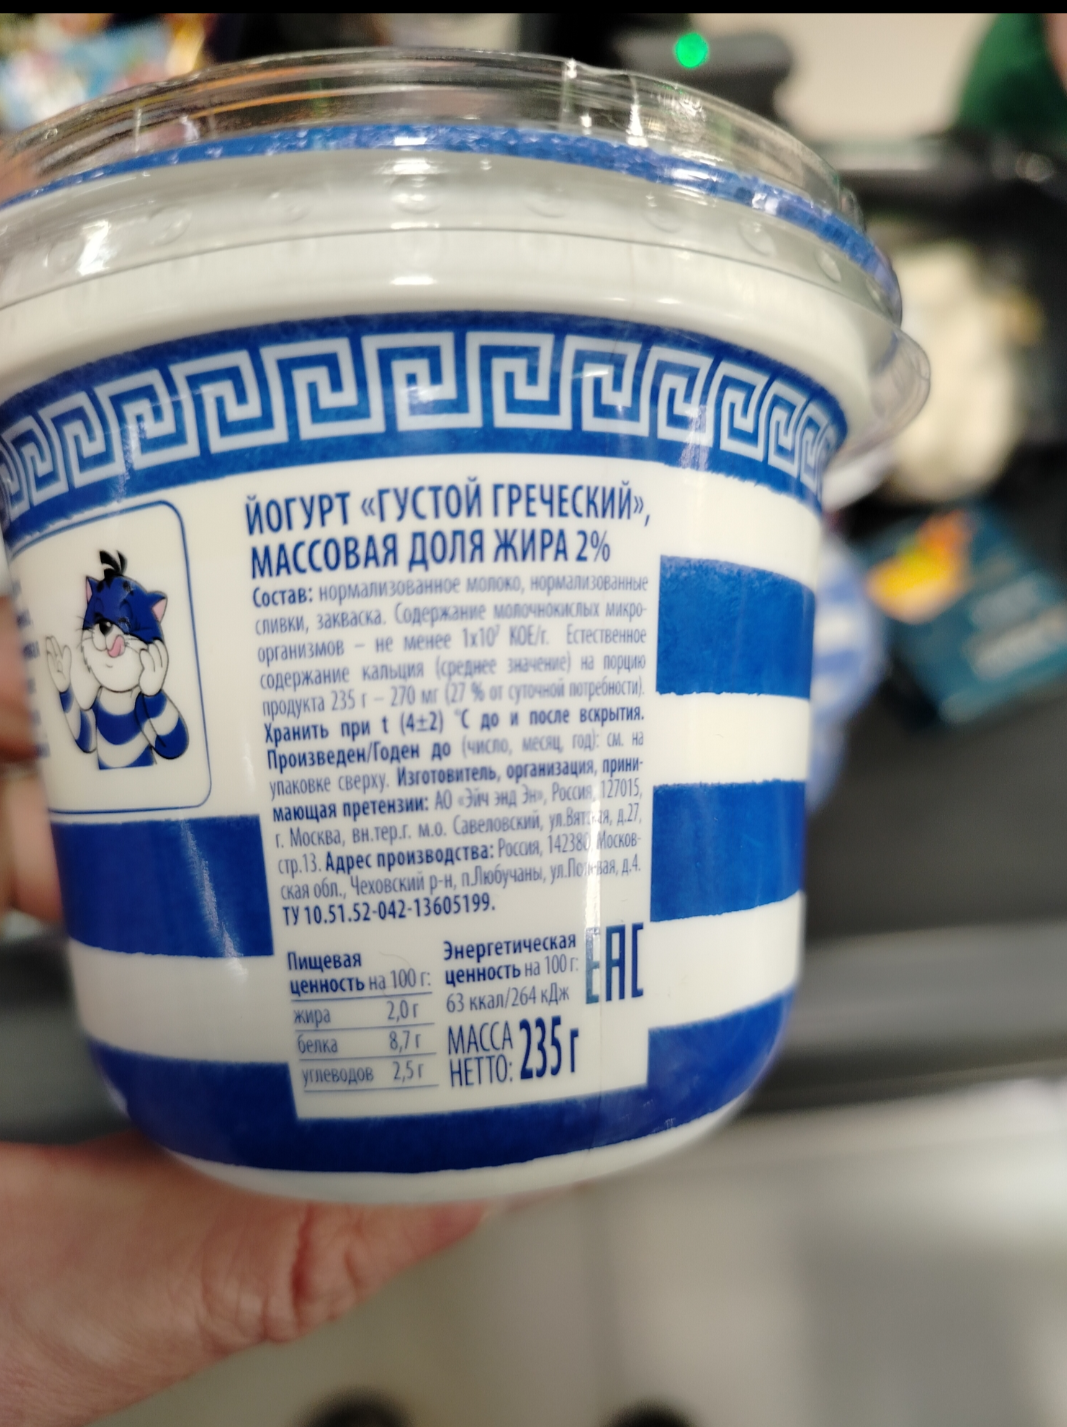 ЙОГУРТ «ГУСТОЙ ГРЕЧЕСКИЙ»,
МАССОВАЯ ДОЛЯ ЖИРА 2%
Состав: нормализованное молоко, нормализованные
сливки, закваска. Содержание молочнокислых микро-
организмов – не менее 1x10⁷ КОЕ/г. Естественное
содержание кальция (среднее значение) на порцию
продукта 235 г – 270 мг (27 % от суточной потребности).
Хранить при t (4±2) °C до и после вскрытия.
Произведен/Годен до (число, месяц, год): см. на
упаковке сверху. Изготовитель, организация, прини-
мающая претензии: АО «Эйч энд Эн», Россия, 127015,
г. Москва, вн.тер.г. м.о. Савеловский, ул.Вятская, д.27,
стр.13. Адрес производства: Россия, 142380 Москов-
ская обл., Чеховский р-н, п.Любучаны, ул.Полевая, д.4.
ТУ 10.51.52-042-13605199.
Пищевая
ценность на 100 г:
жира 2,0 г
белка 8,7 г
углеводов 2,5 г
Энергетическая
ценность на 100 г:
63 ккал/264 кДж
МАССА
НЕТТО: 235 г
ЕАС